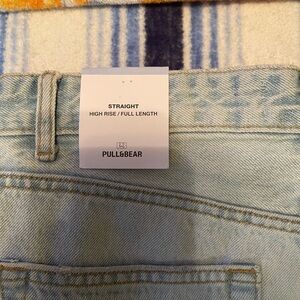 STRAIGHT
HIGH RISE / FULL LENGTH
PULL&BEAR